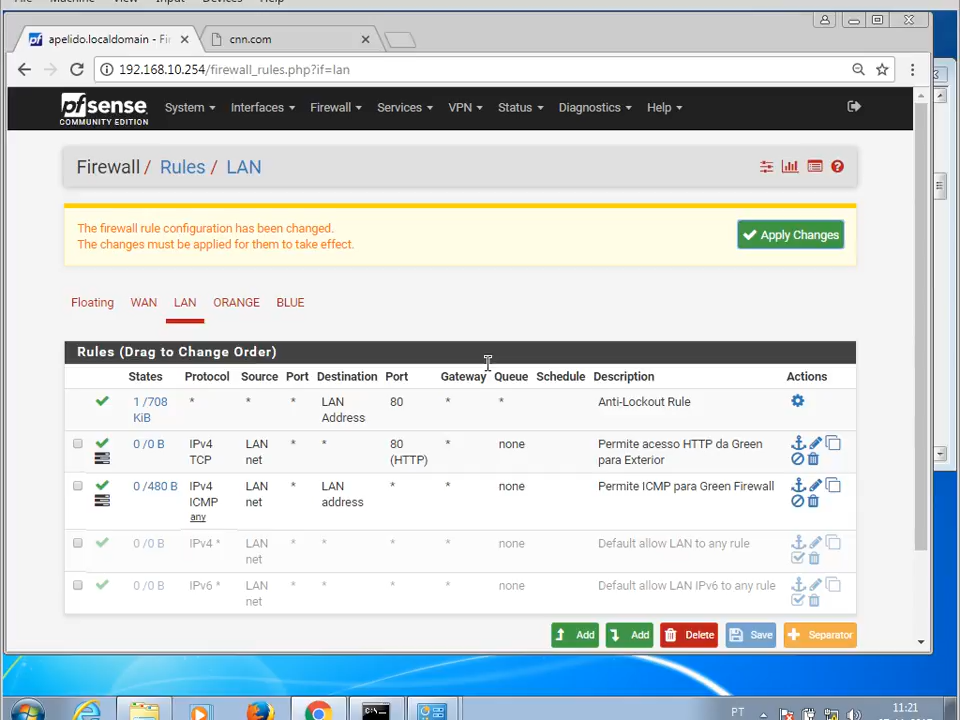 Machine View Input Devices Help
apelido.localdomain - Fir
cnn.com
192.168.10.254/firewall_rules.php?if=lan
pfsense
COMMUNITY EDITION
System Interfaces Firewall Services VPN Status Diagnostics Help
Firewall / Rules / LAN
The firewall rule configuration has been changed.
The changes must be applied for them to take effect.
Apply Changes
Floating WAN LAN ORANGE BLUE
Rules (Drag to Change Order)
States Protocol Source Port Destination Port Gateway Queue Schedule Description Actions
1 /708 * * * LAN 80 * * Anti-Lockout Rule
KiB Address
0 /0 B IPv4 LAN * * 80 * none Permite acesso HTTP da Green
TCP net (HTTP) para Exterior
0 /480 B IPv4 LAN * LAN * * none Permite ICMP para Green Firewall
ICMP net address
any
0 /0 B IPv4 * LAN * * * * none Default allow LAN to any rule
net
0 /0 B IPv6 * LAN * * * * none Default allow LAN IPv6 to any rule
net
Add Add Delete Save Separator
PT 11:21